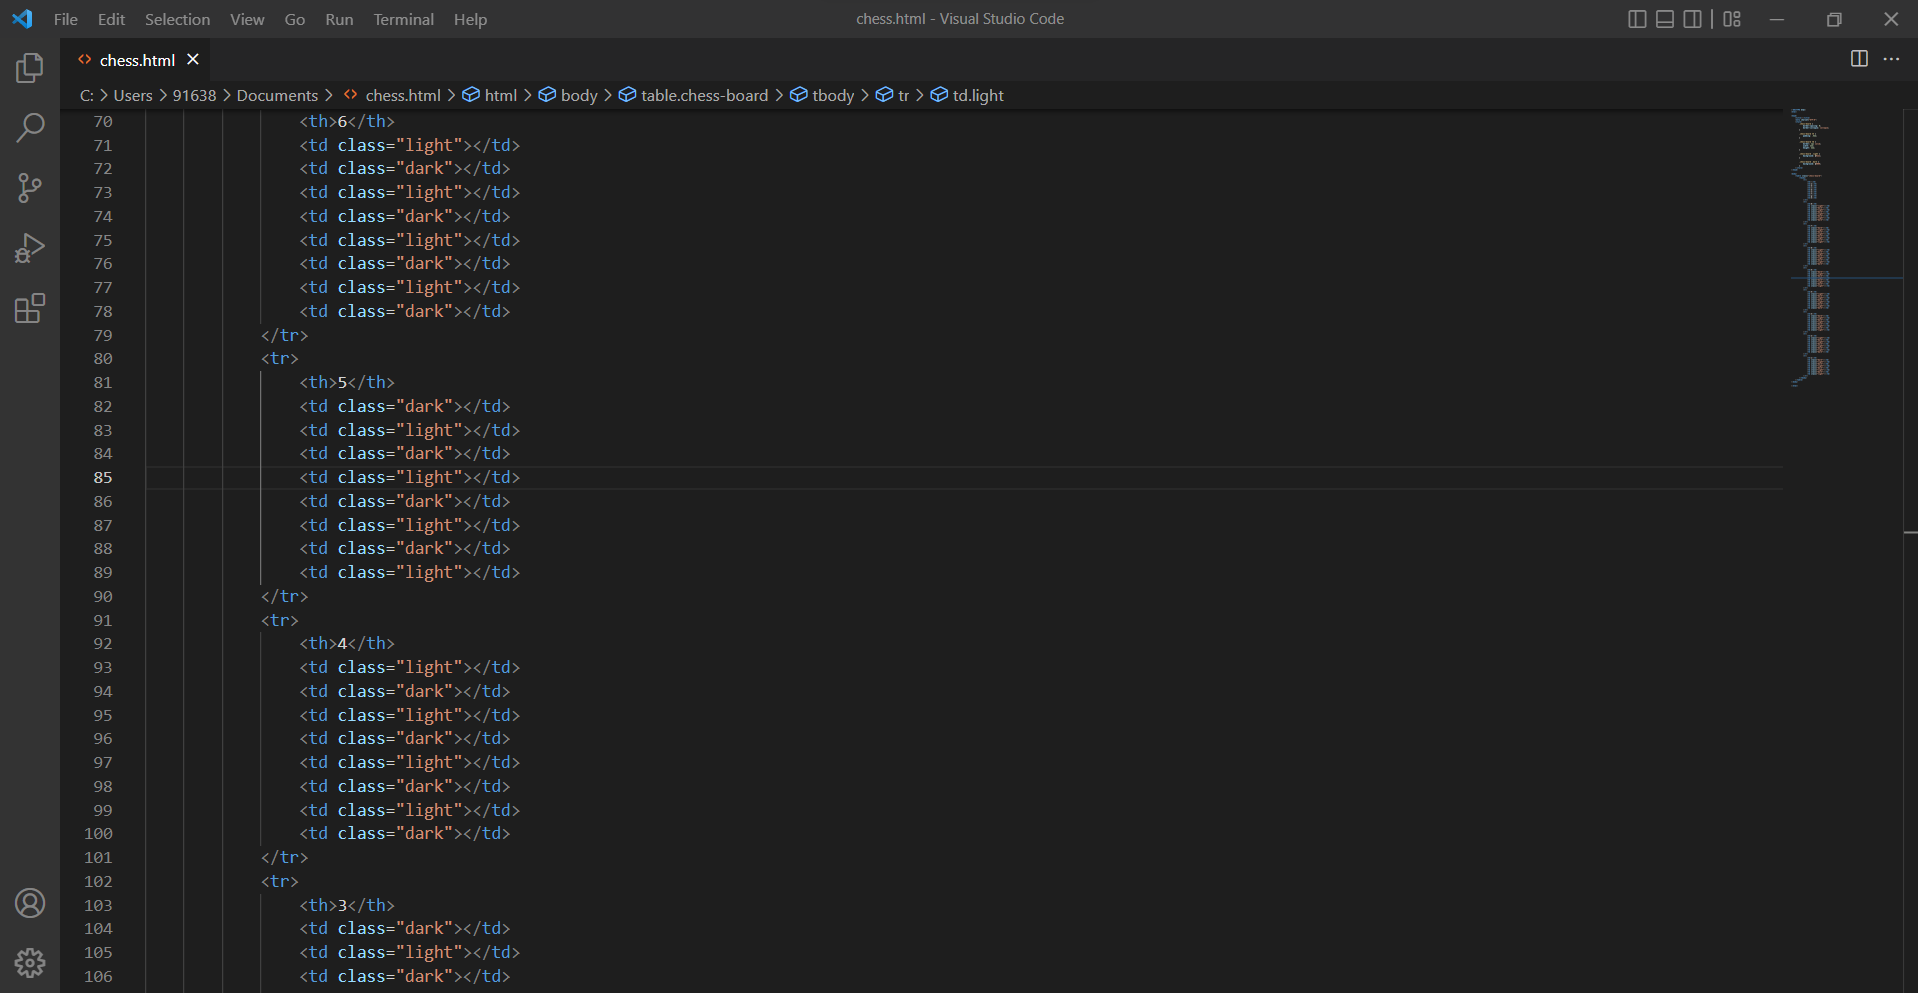 File Edit Selection View Go Run Terminal Help chess.html - Visual Studio Code
chess.html
C: Users 91638 Documents chess.html html body table.chess-board tbody tr td.light
70 <th>6</th>
71 <td class="light"></td>
72 <td class="dark"></td>
73 <td class="light"></td>
74 <td class="dark"></td>
75 <td class="light"></td>
76 <td class="dark"></td>
77 <td class="light"></td>
78 <td class="dark"></td>
79 </tr>
80 <tr>
81 <th>5</th>
82 <td class="dark"></td>
83 <td class="light"></td>
84 <td class="dark"></td>
85 <td class="light"></td>
86 <td class="dark"></td>
87 <td class="light"></td>
88 <td class="dark"></td>
89 <td class="light"></td>
90 </tr>
91 <tr>
92 <th>4</th>
93 <td class="light"></td>
94 <td class="dark"></td>
95 <td class="light"></td>
96 <td class="dark"></td>
97 <td class="light"></td>
98 <td class="dark"></td>
99 <td class="light"></td>
100 <td class="dark"></td>
101 </tr>
102 <tr>
103 <th>3</th>
104 <td class="dark"></td>
105 <td class="light"></td>
106 <td class="dark"></td>